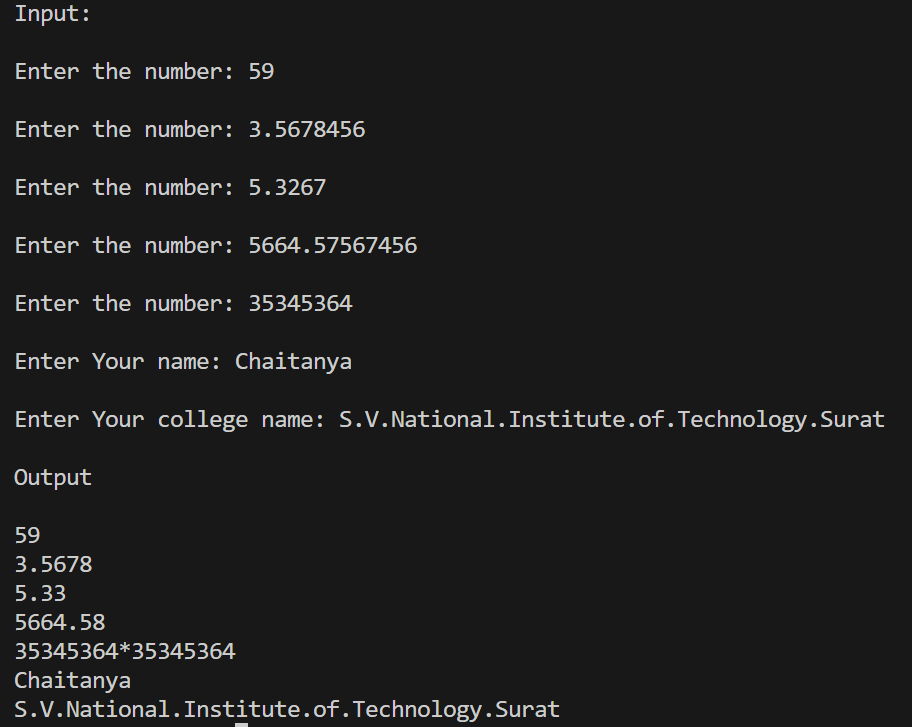 Input:
Enter the number: 59
Enter the number: 3.5678456
Enter the number: 5.3267
Enter the number: 5664.57567456
Enter the number: 35345364
Enter Your name: Chaitanya
Enter Your college name: S.V.National.Institute.of.Technology.Surat
Output
59
3.5678
5.33
5664.58
35345364*35345364
Chaitanya
S.V.National.Institute.of.Technology.Surat